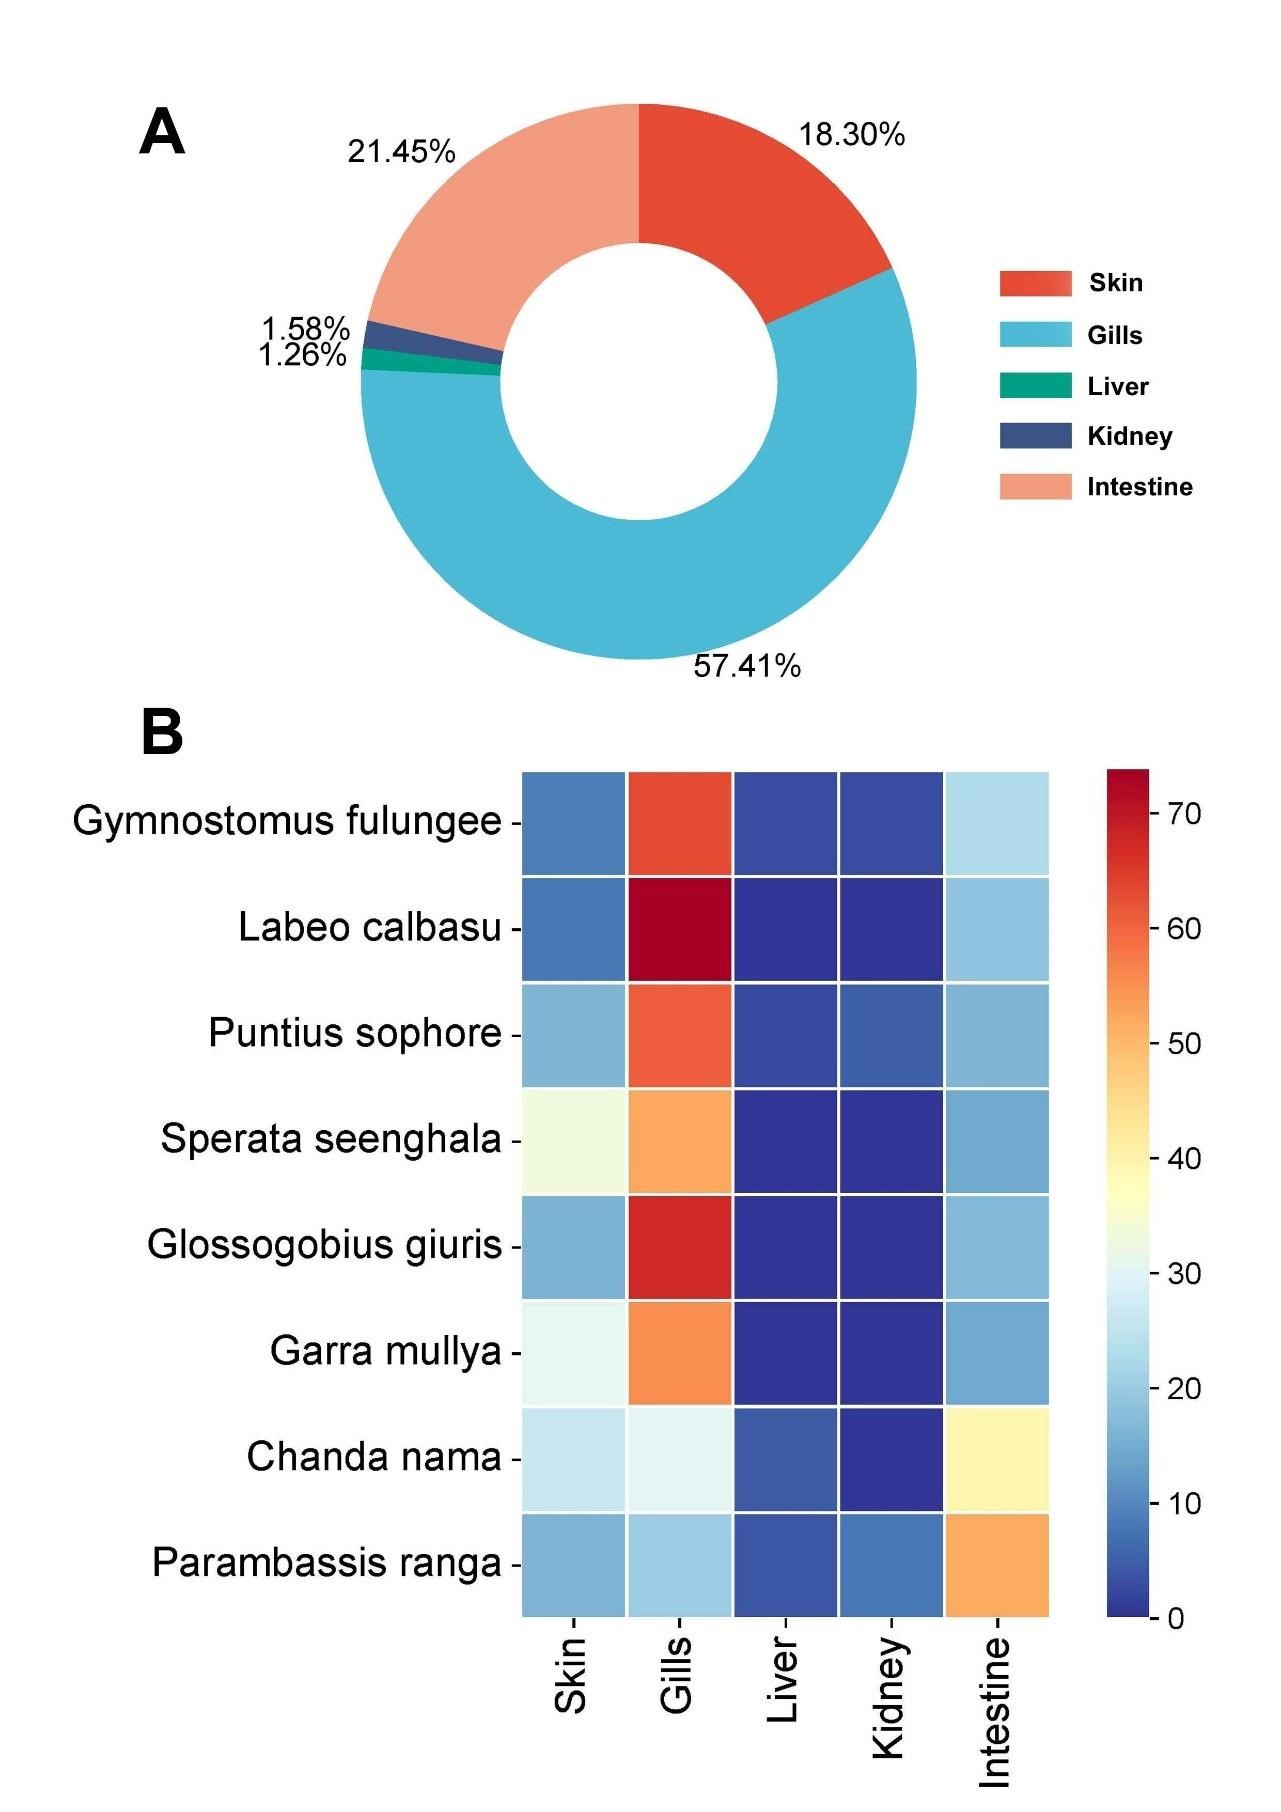 A
18.30%
21.45%
1.58%
1.26%
57.41%
Skin
Gills
Liver
Kidney
Intestine
B
Gymnostomus fulungee
Labeo calbasu
Puntius sophore
Sperata seenghala
Glossogobius giuris
Garra mullya
Chanda nama
Parambassis ranga
Skin
Gills
Liver
Kidney
Intestine
70
60
50
40
30
20
10
0